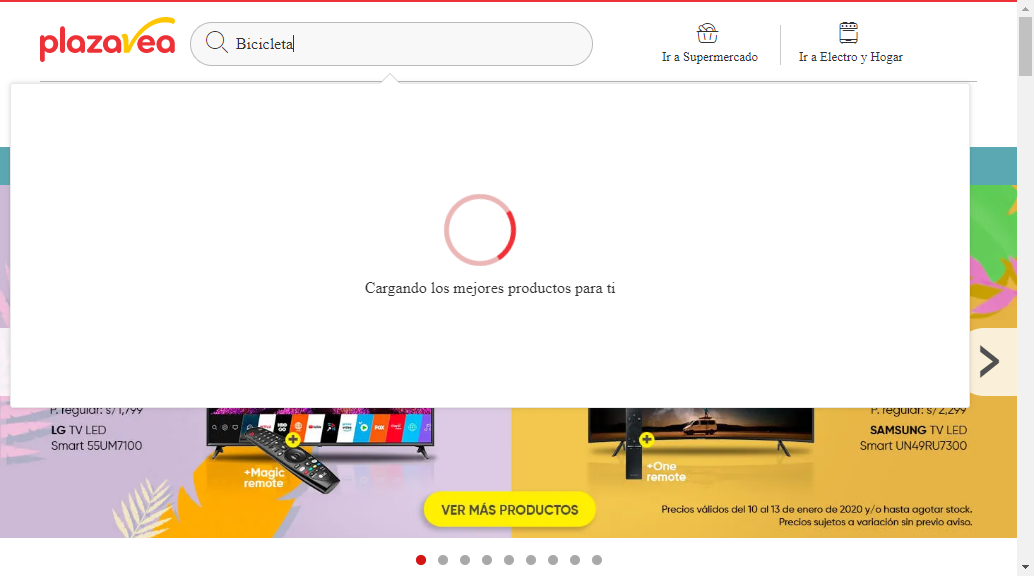 plazavea
Bicicleta
Ir a Supermercado
Ir a Electro y Hogar
Cargando los mejores productos para ti
P. regular: s/1,799
LG TV LED
Smart 55UM7100
+Magic
remote
P. regular: s/2,299
SAMSUNG TV LED
Smart UN49RU7300
+One
remote
VER MÁS PRODUCTOS
Precios válidos del 10 al 13 de enero de 2020 y/o hasta agotar stock.
Precios sujetos a variación sin previo aviso.